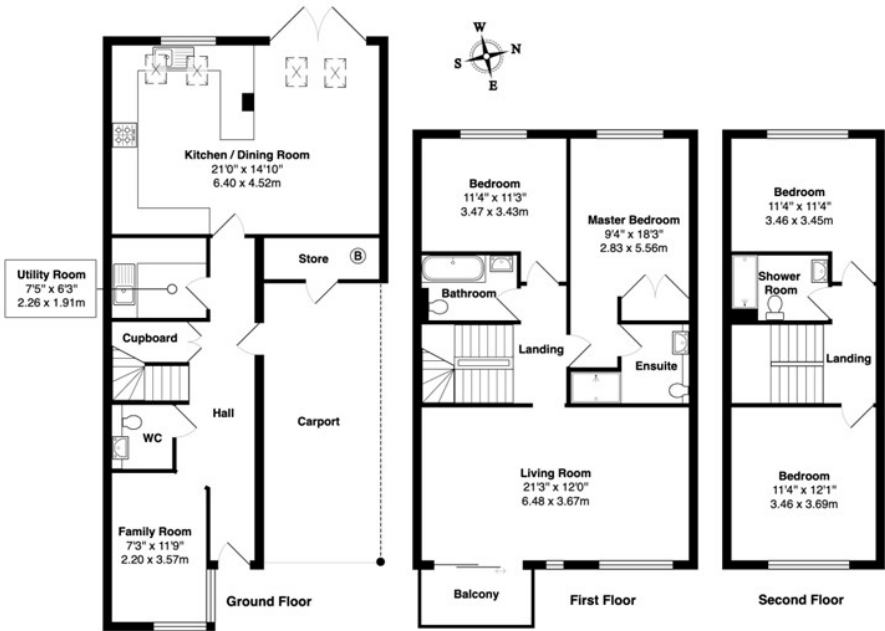 W
N
S
E
Kitchen / Dining Room
21'0" x 14'10"
6.40 x 4.52m
Utility Room
7'5" x 6'3"
2.26 x 1.91m
Store
B
Cupboard
WC
Hall
Carport
Family Room
7'3" x 11'9"
2.20 x 3.57m
Ground Floor
Bedroom
11'4" x 11'3"
3.47 x 3.43m
Master Bedroom
9'4" x 18'3"
2.83 x 5.56m
Bathroom
Landing
Ensuite
Living Room
21'3" x 12'0"
6.48 x 3.67m
Balcony
First Floor
Bedroom
11'4" x 11'4"
3.46 x 3.45m
Shower
Room
Landing
Bedroom
11'4" x 12'1"
3.46 x 3.69m
Second Floor